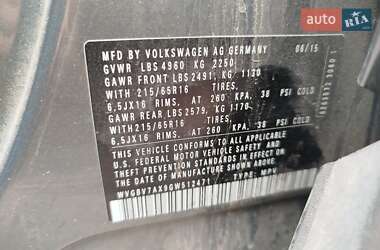 AUTO RIA
MFD BY VOLKSWAGEN AG GERMANY 06/15
GVWR LBS 4960 KG 2250
GAWR FRONT LBS 2491, KG 1130
WITH 215/65R16 TIRES,
6,5JX16 RIMS, AT 260 KPA, 38 PSI COLD
GAWR REAR LBS 2579, KG 1170
WITH 215/65R16 TIRES,
6,5JX16 RIMS, AT 260 KPA, 38 PSI COLD
THIS VEHICLE CONFORMS TO ALL APPLICABLE
FEDERAL MOTOR VEHICLE SAFETY AND
THEFT PREVENTION STANDARDS IN EFFECT
ON THE DATE OF MANUFACTURE SHOWN ABOVE.
TYPE: MPV